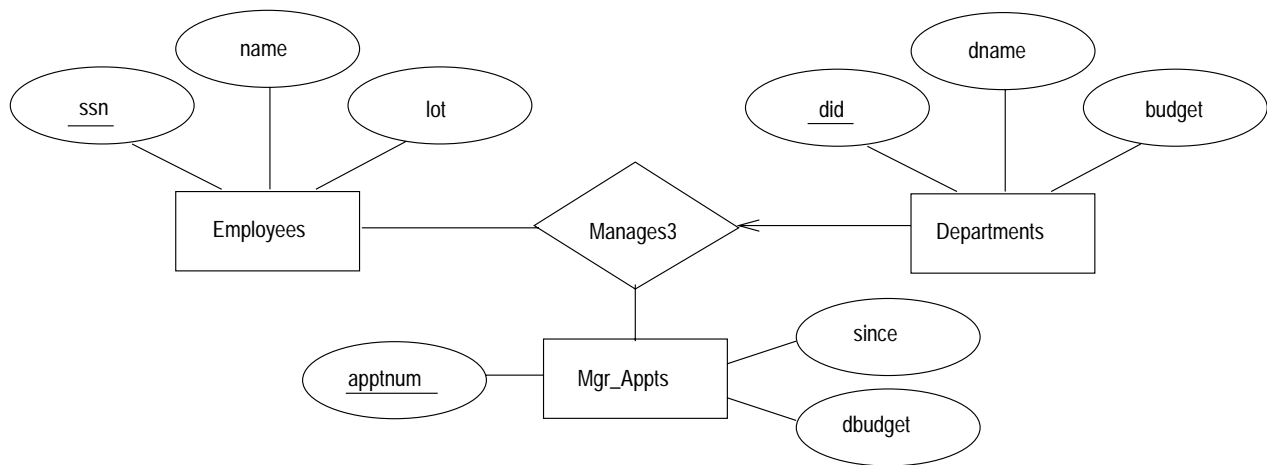 name
ssn
lot
Employees
dname
did
budget
Departments
Manages3
apptnum
Mgr_Appts
since
dbudget